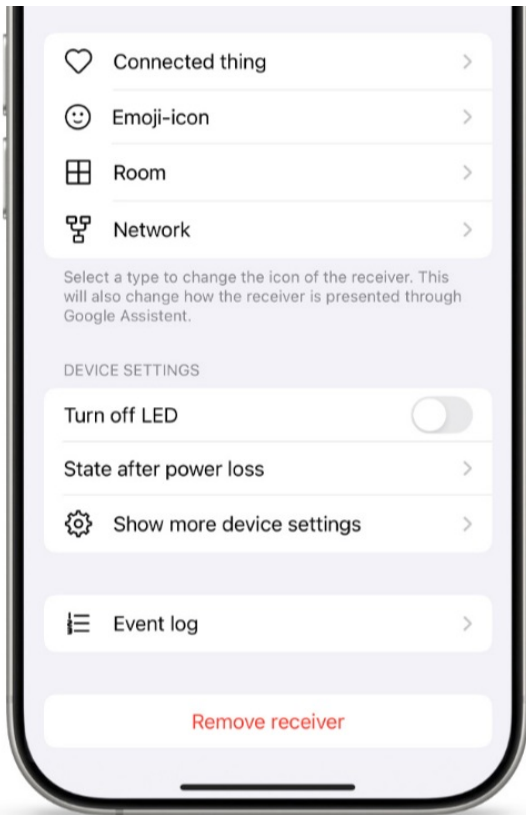 Connected thing
Emoji-icon
Room
Network
Select a type to change the icon of the receiver. This
will also change how the receiver is presented through
Google Assistent.
DEVICE SETTINGS
Turn off LED
State after power loss
Show more device settings
Event log
Remove receiver